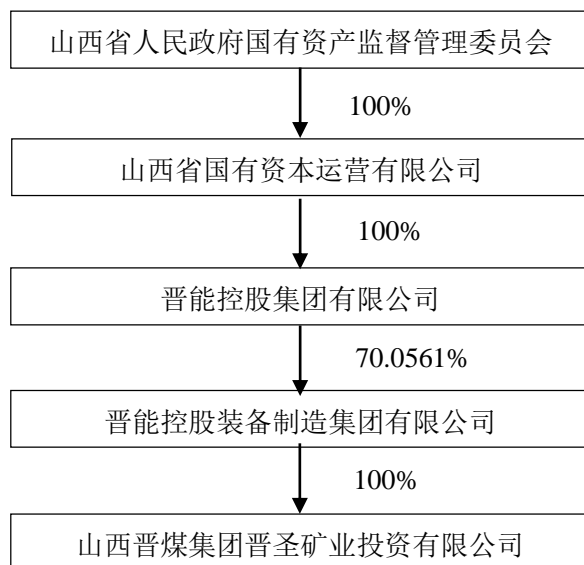 山西省人民政府国有资产监督管理委员会
100%
山西省国有资本运营有限公司
100%
晋能控股集团有限公司
70.0561%
晋能控股装备制造集团有限公司
100%
山西晋煤集团晋圣矿业投资有限公司